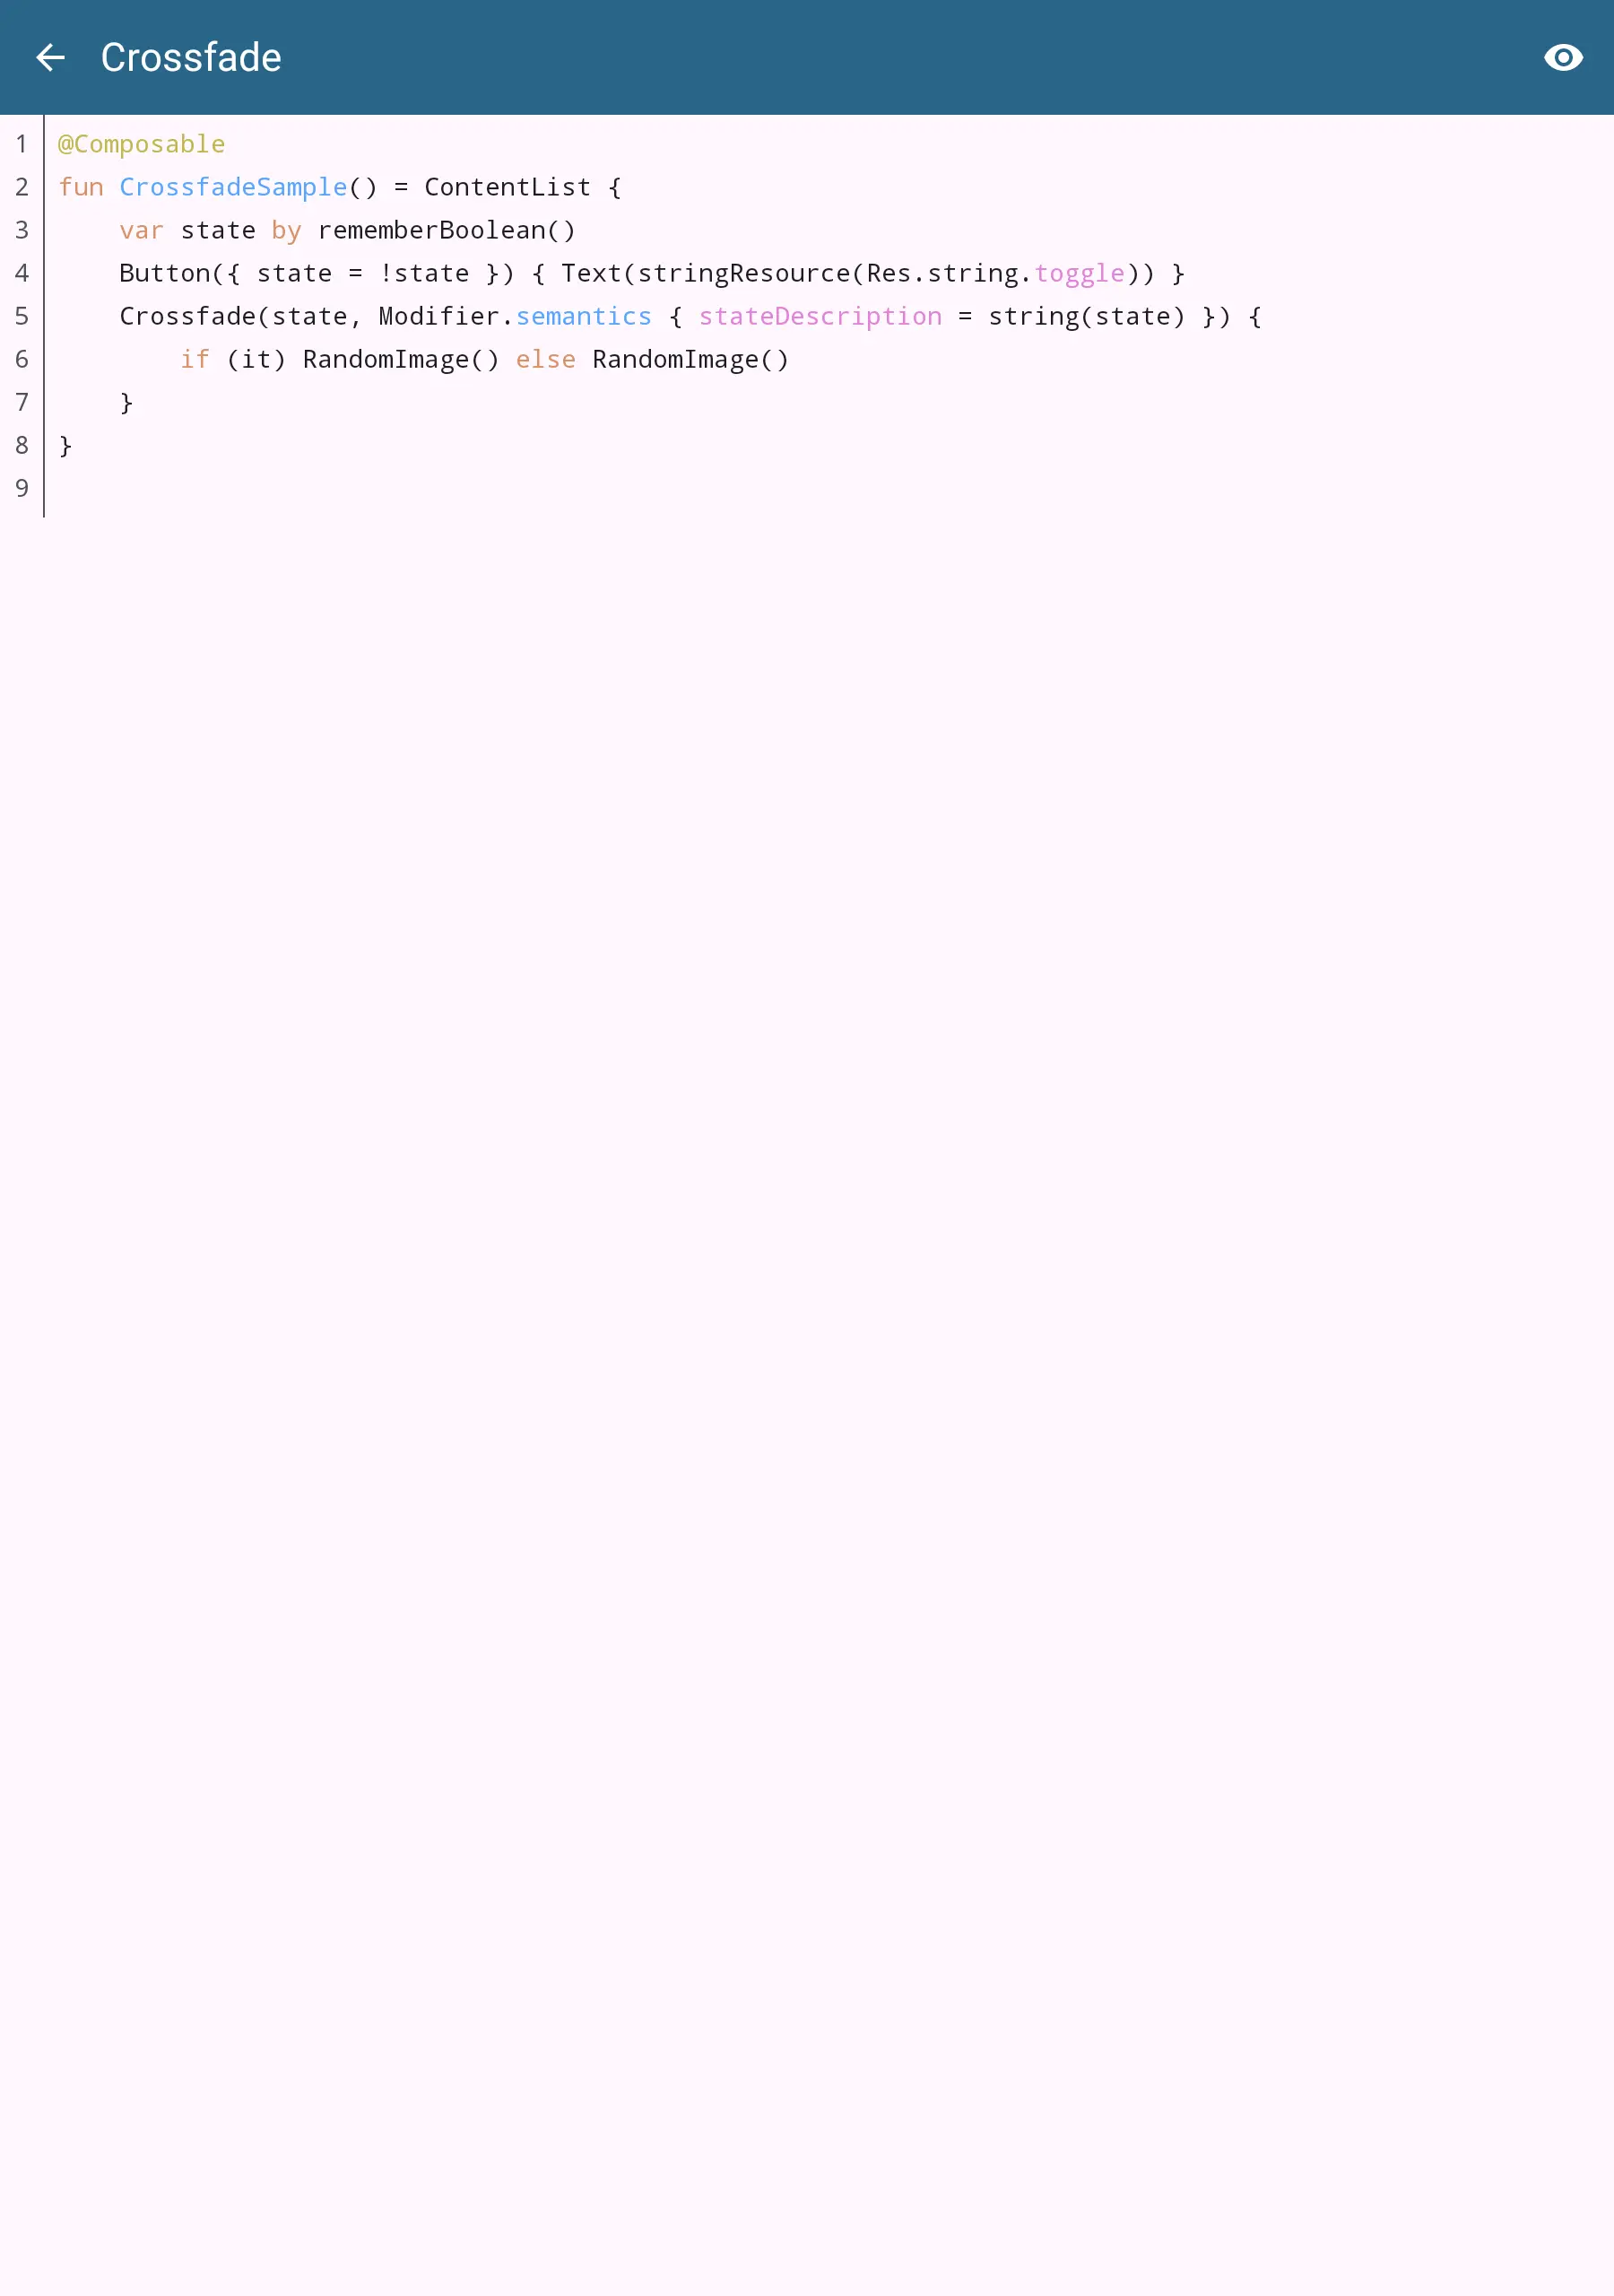 Crossfade
1 @Composable
2 fun CrossfadeSample() = ContentList {
3     var state by rememberBoolean()
4     Button({ state = !state }) { Text(stringResource(Res.string.toggle)) }
5     Crossfade(state, Modifier.semantics { stateDescription = string(state) }) {
6         if (it) RandomImage() else RandomImage()
7     }
8 }
9